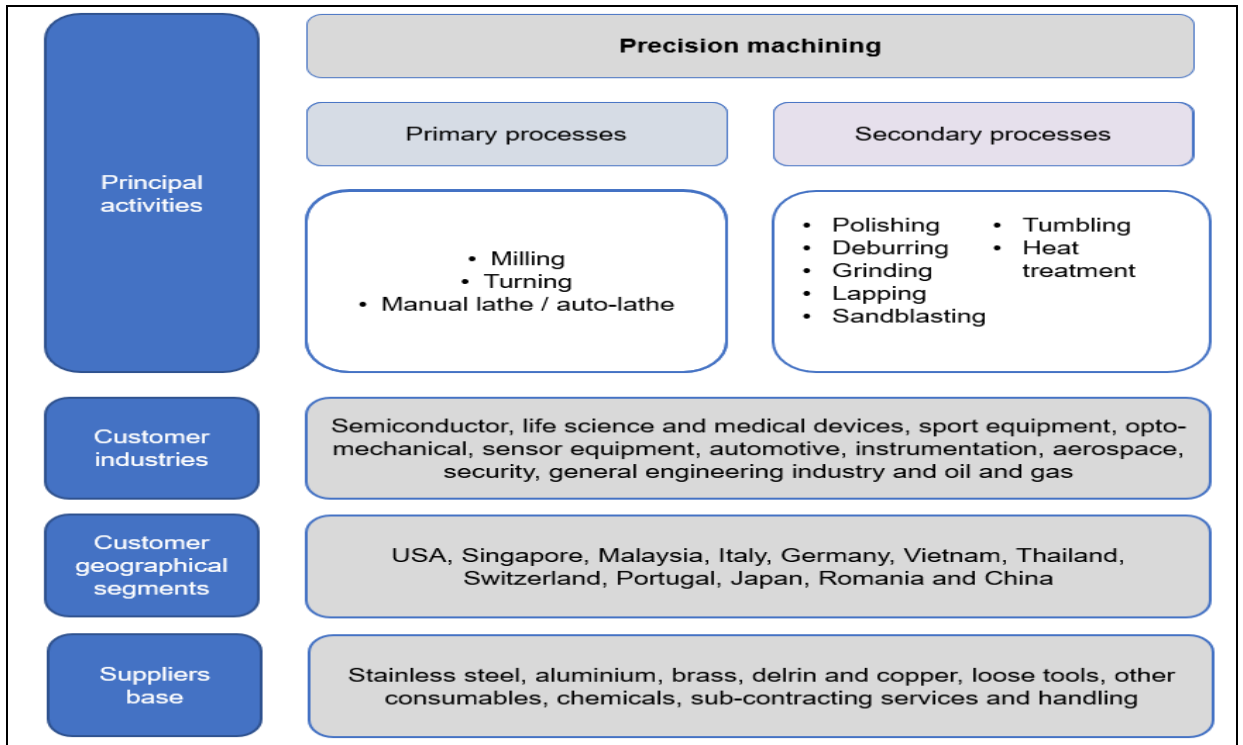 Principal
activities
Precision machining
Primary processes
Secondary processes
• Milling
• Turning
• Manual lathe / auto-lathe
• Polishing
• Deburring
• Grinding
• Lapping
• Sandblasting
• Tumbling
• Heat
treatment
Customer
industries
Semiconductor, life science and medical devices, sport equipment, opto-
mechanical, sensor equipment, automotive, instrumentation, aerospace,
security, general engineering industry and oil and gas
Customer
geographical
segments
USA, Singapore, Malaysia, Italy, Germany, Vietnam, Thailand,
Switzerland, Portugal, Japan, Romania and China
Suppliers
base
Stainless steel, aluminium, brass, delrin and copper, loose tools, other
consumables, chemicals, sub-contracting services and handling